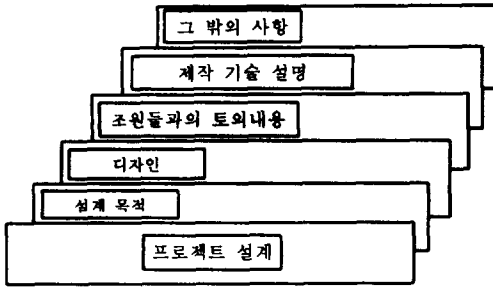 그 밖의 사항
제작 기술 설명
조원들과의 토의내용
디자인
설계 목적
프로젝트 설계